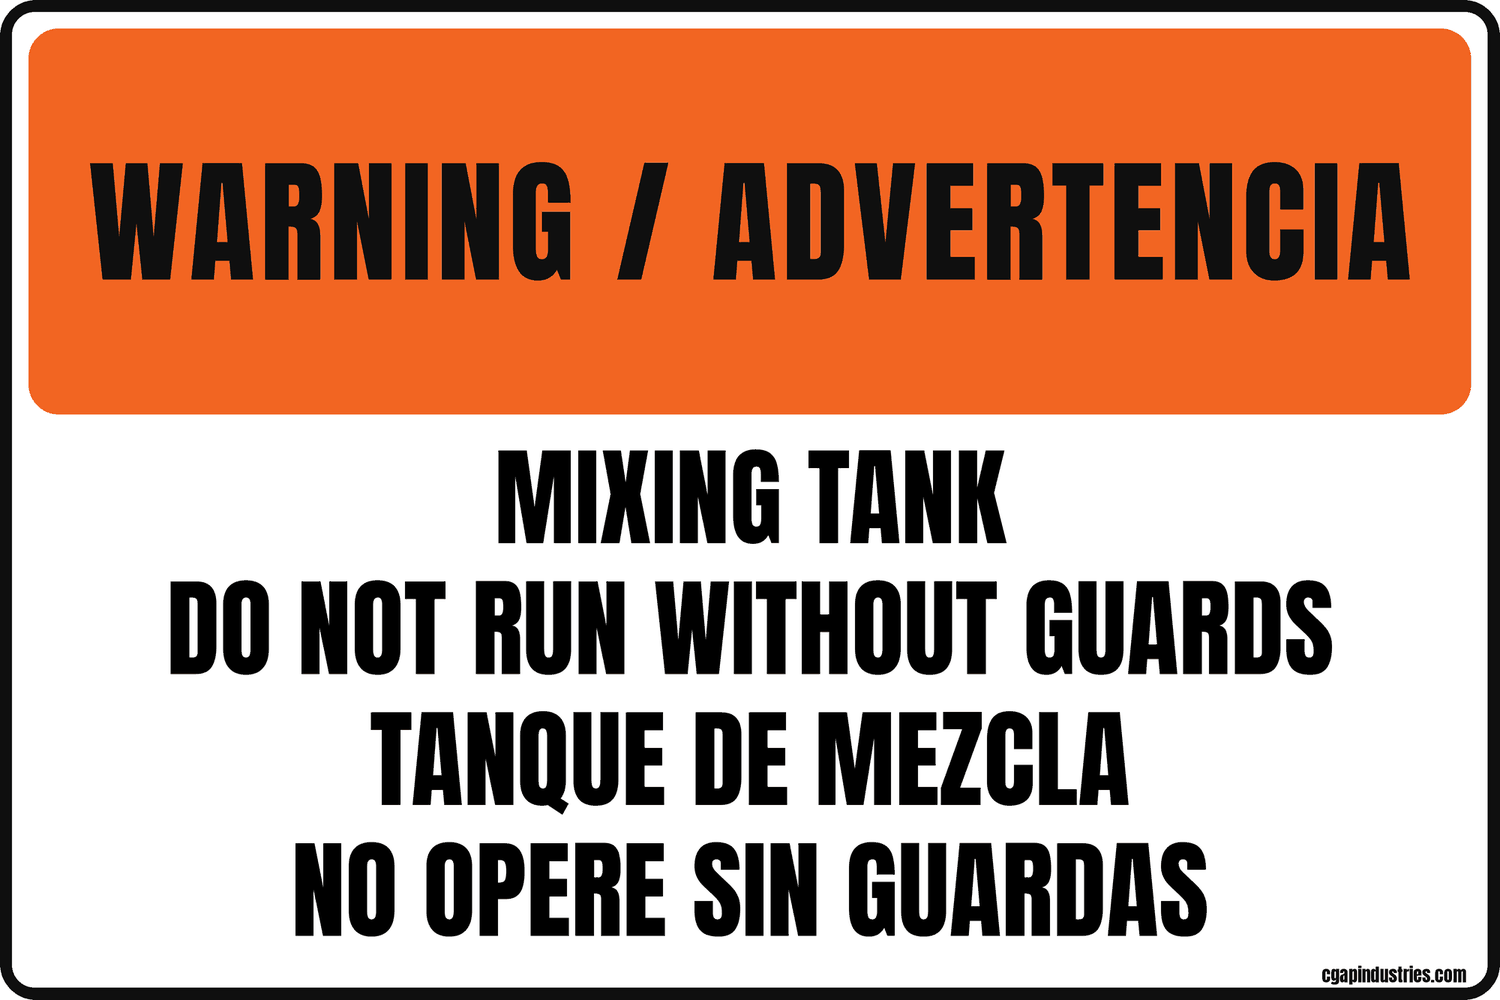 WARNING / ADVERTENCIA
MIXING TANK
DO NOT RUN WITHOUT GUARDS
TANQUE DE MEZCLA
NO OPERE SIN GUARDAS
cgapindustries.com